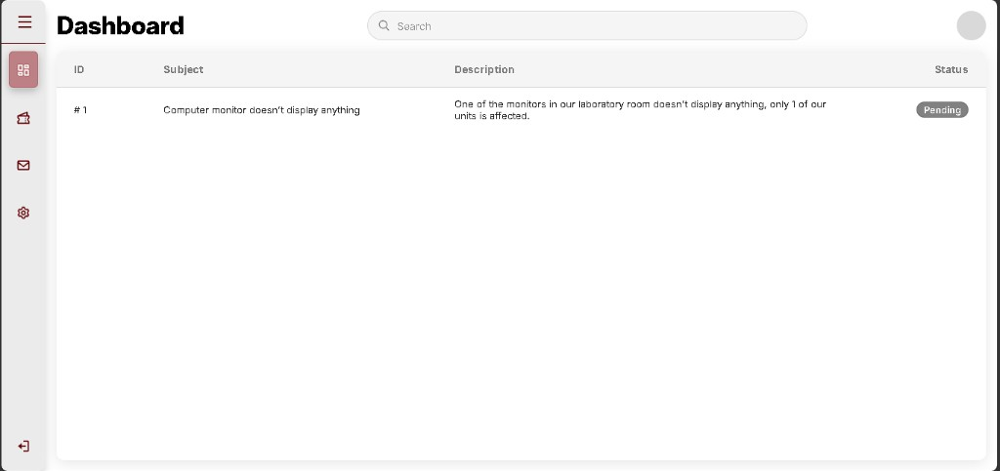 Dashboard
Search
ID Subject Description Status
# 1 Computer monitor doesn't display anything One of the monitors in our laboratory room doesn't display anything, only 1 of our units is affected. Pending